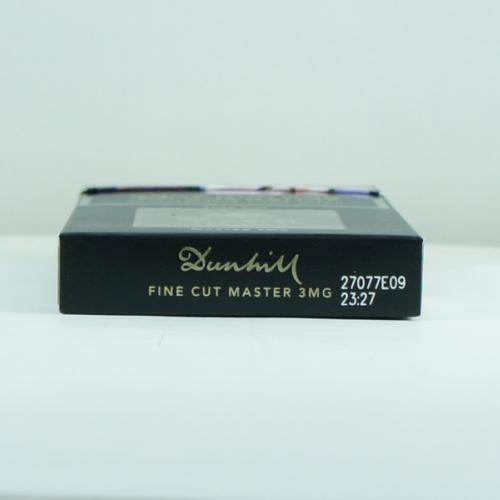 Dunhill
FINE CUT MASTER 3MG
27077E09
23:27